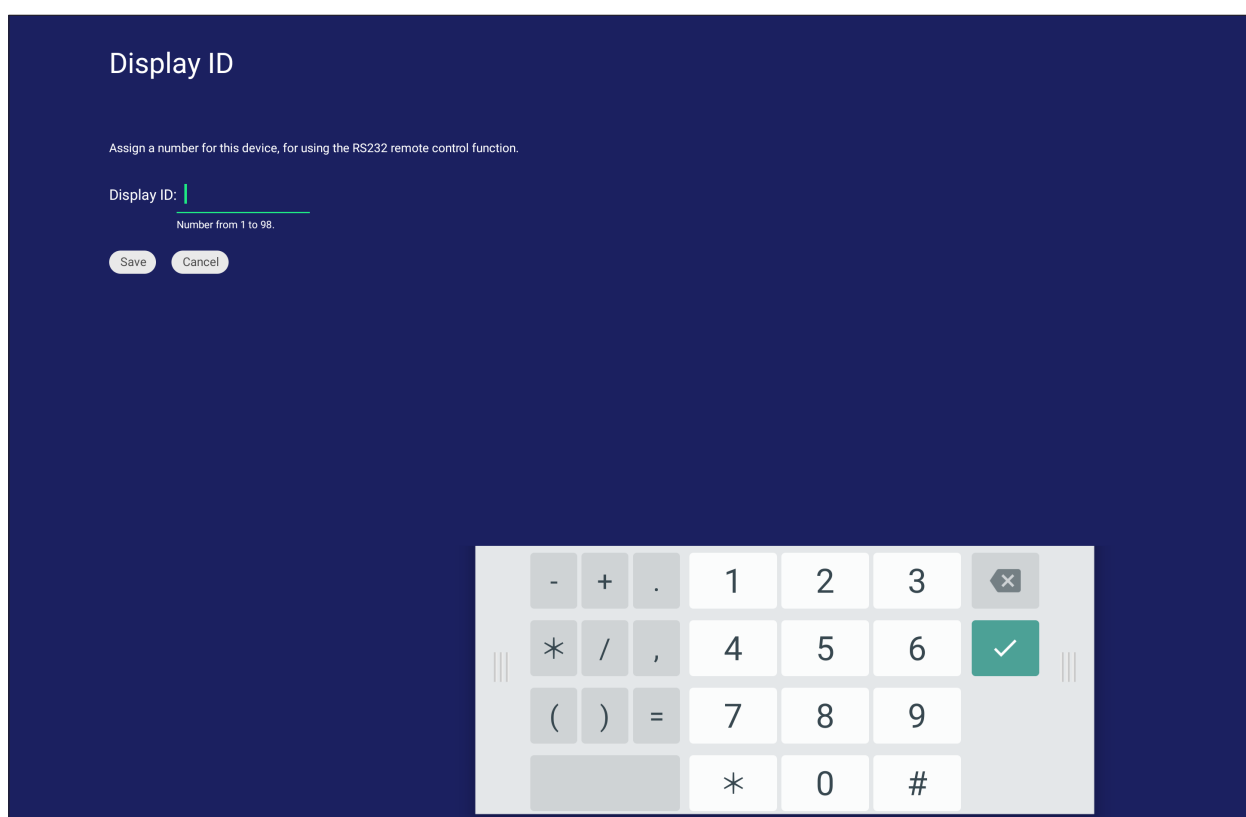 Display ID
Assign a number for this device, for using the RS232 remote control function.
Display ID:
Number from 1 to 98.
Save Cancel
- + . 1 2 3
* / , 4 5 6
( ) = 7 8 9
* 0 #